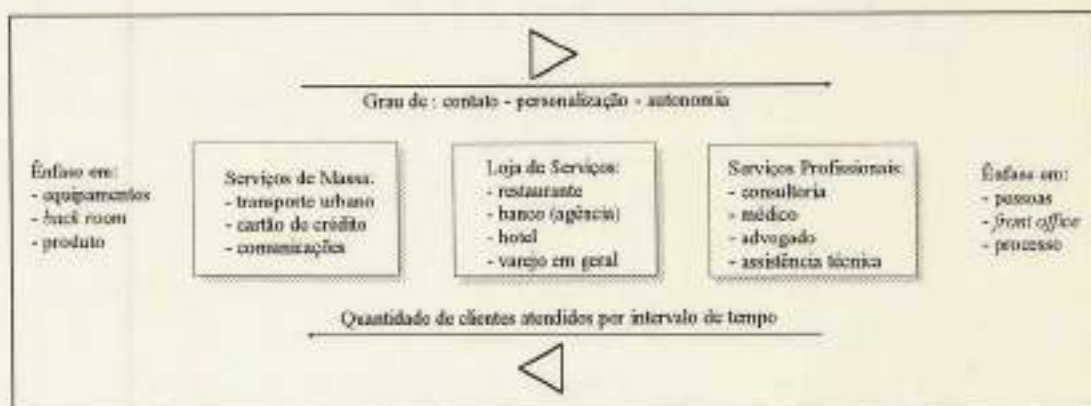 Grau de : contato - personalização - autonomia
Ênfase em:
- equipamentos
- back room
- produto
Serviços de Massa:
- transporte urbano
- cartão de crédito
- comunicações
Loja de Serviços:
- restaurante
- banco (agência)
- hotel
- varejo em geral
Serviços Profissionais:
- consultoria
- médico
- advogado
- assistência técnica
Ênfase em:
- pessoas
- front office
- processo
Quantidade de clientes atendidos por intervalo de tempo